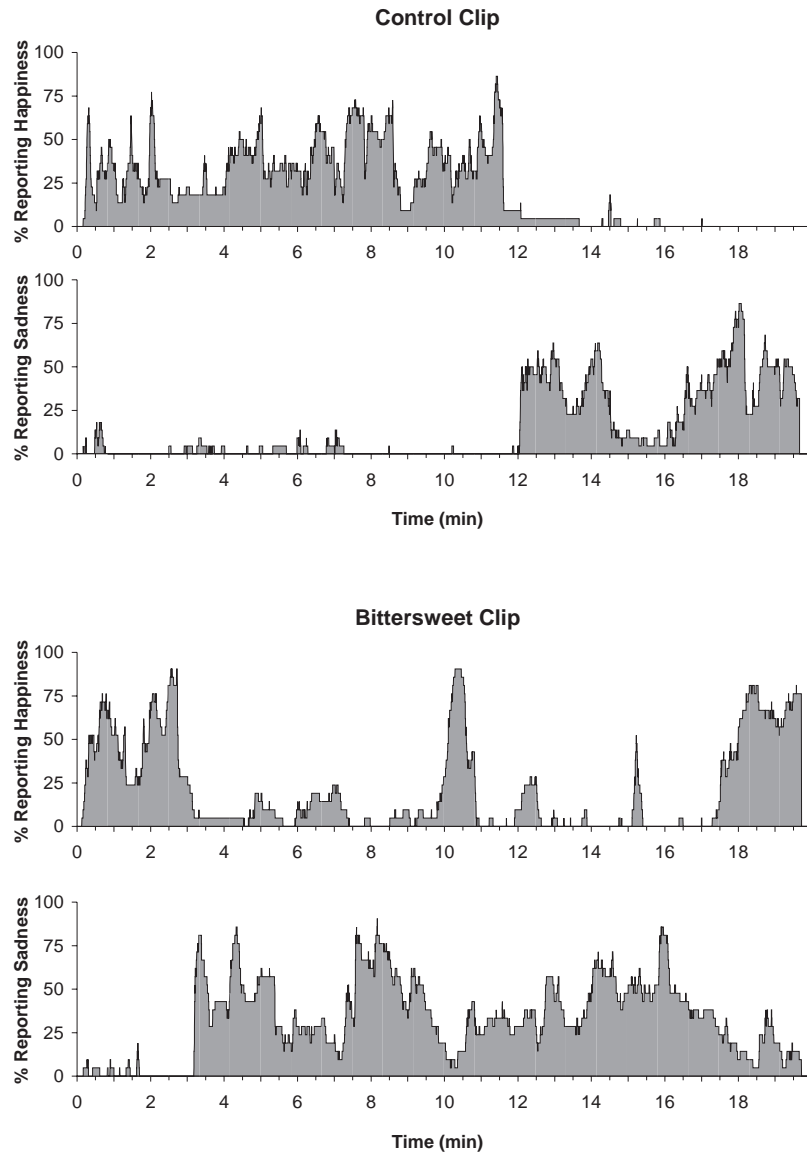 Control Clip
% Reporting Happiness
100
75
50
25
0
0 2 4 6 8 10 12 14 16 18
% Reporting Sadness
100
75
50
25
0
0 2 4 6 8 10 12 14 16 18
Time (min)
Bittersweet Clip
% Reporting Happiness
100
75
50
25
0
0 2 4 6 8 10 12 14 16 18
% Reporting Sadness
100
75
50
25
0
0 2 4 6 8 10 12 14 16 18
Time (min)